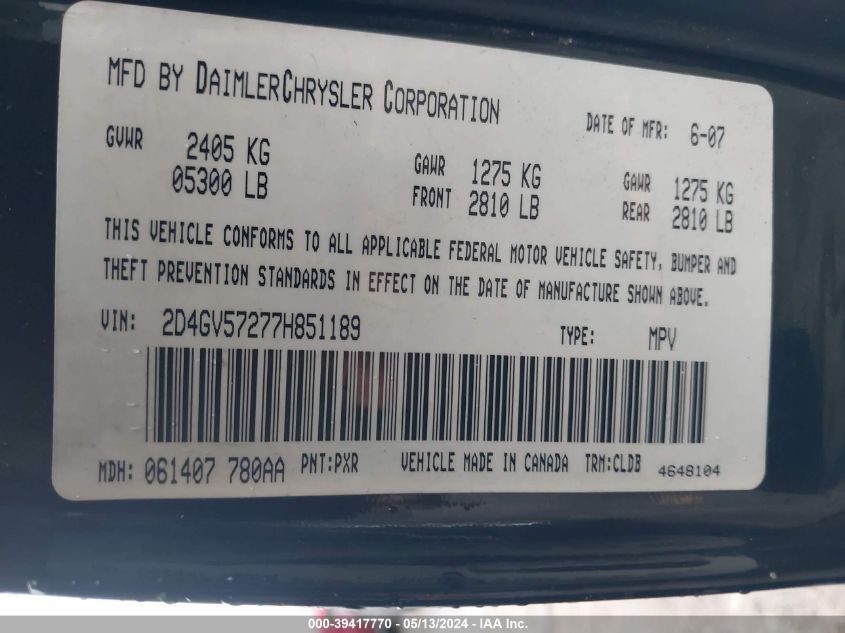 MFD BY DAIMLERCHRYSLER CORPORATION
DATE OF MFR: 6-07
GVWR 2405 KG
05300 LB
GAWR 1275 KG
FRONT 2810 LB
GAWR 1275 KG
REAR 2810 LB
THIS VEHICLE CONFORMS TO ALL APPLICABLE FEDERAL MOTOR VEHICLE SAFETY, BUMPER AND
THEFT PREVENTION STANDARDS IN EFFECT ON THE DATE OF MANUFACTURE SHOWN ABOVE.
VIN: 2D4GV57277H851189 TYPE: MPV
MDH: 061407 780AA PNT:PXR VEHICLE MADE IN CANADA TRM:CLDB 4648104
000-39417770 - 05/13/2024 - IAA Inc.